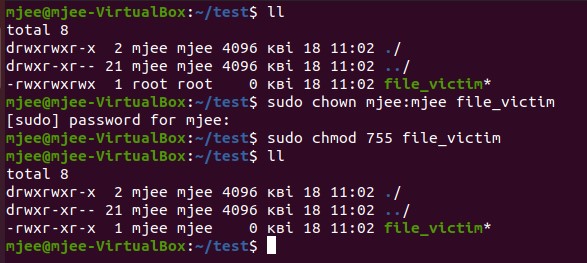 mjee@mjee-VirtualBox:~/test$ ll
total 8
drwxrwxr-x  2 mjee mjee 4096 кві 18 11:02 ./
drwxr-xr-- 21 mjee mjee 4096 кві 18 11:02 ../
-rwxrwxrwx  1 root root    0 кві 18 11:02 file_victim*
mjee@mjee-VirtualBox:~/test$ sudo chown mjee:mjee file_victim
[sudo] password for mjee:
mjee@mjee-VirtualBox:~/test$ sudo chmod 755 file_victim
mjee@mjee-VirtualBox:~/test$ ll
total 8
drwxrwxr-x  2 mjee mjee 4096 кві 18 11:02 ./
drwxr-xr-- 21 mjee mjee 4096 кві 18 11:02 ../
-rwxr-xr-x  1 mjee mjee    0 кві 18 11:02 file_victim*
mjee@mjee-VirtualBox:~/test$